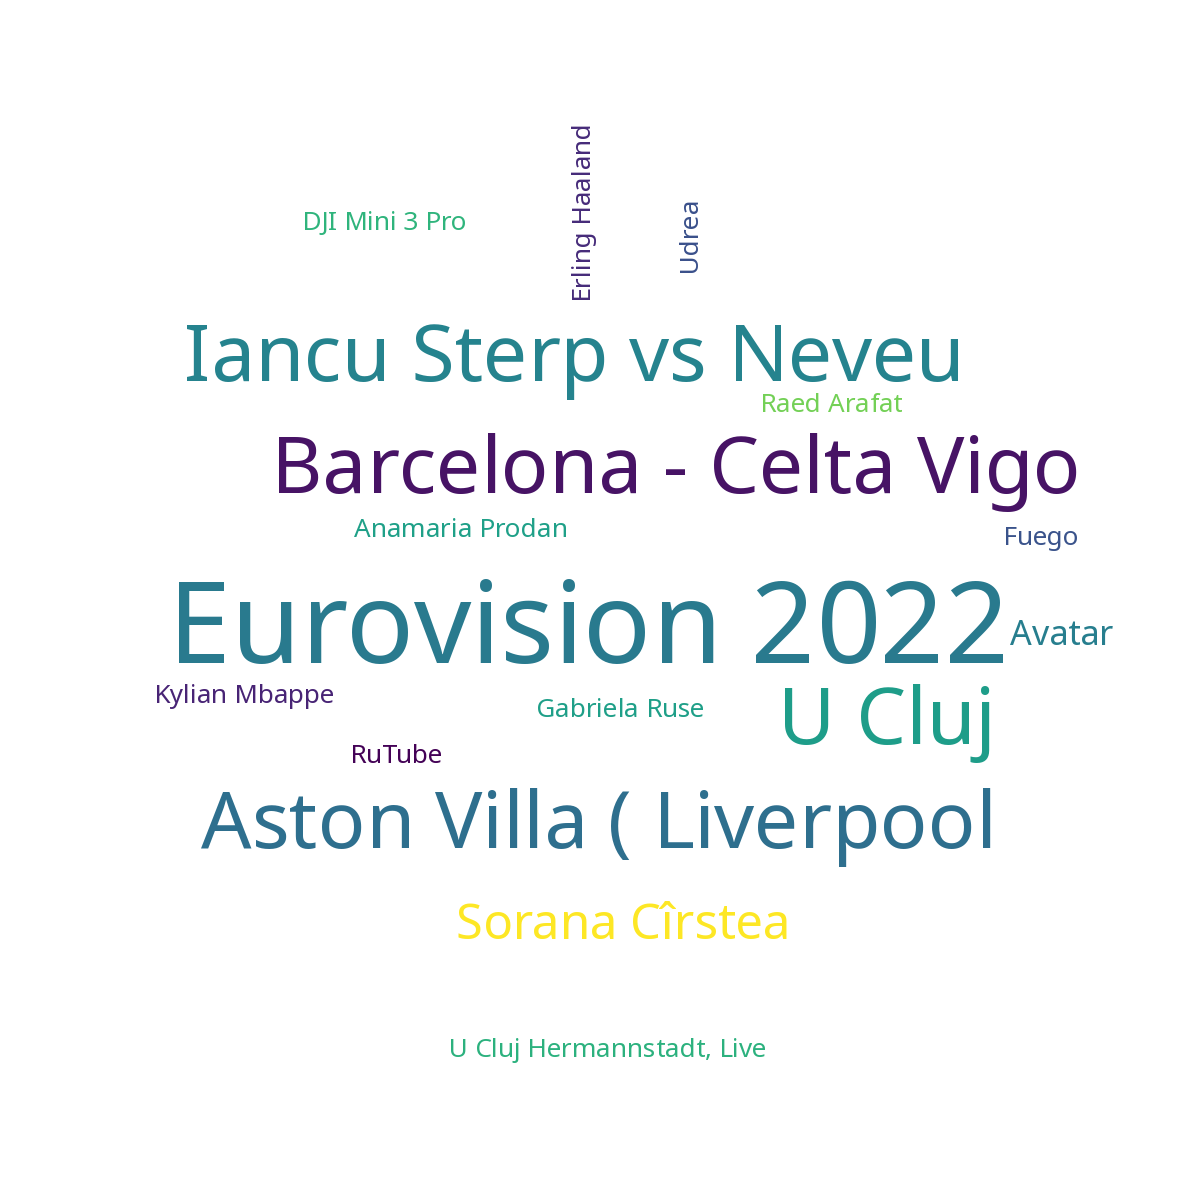 Erling Haaland
Udrea
DJI Mini 3 Pro
Iancu Sterp vs Neveu
Raed Arafat
Barcelona - Celta Vigo
Anamaria Prodan
Fuego
Eurovision 2022
Avatar
Kylian Mbappe
Gabriela Ruse
U Cluj
RuTube
Aston Villa ( Liverpool
Sorana Cîrstea
U Cluj Hermannstadt, Live